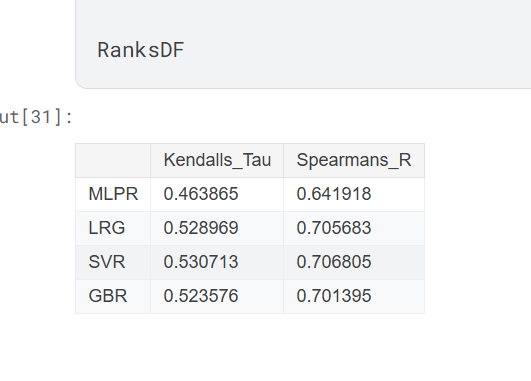 RanksDF
ut[31]:
Kendalls_Tau Spearmans_R
MLPR 0.463865 0.641918
LRG 0.528969 0.705683
SVR 0.530713 0.706805
GBR 0.523576 0.701395